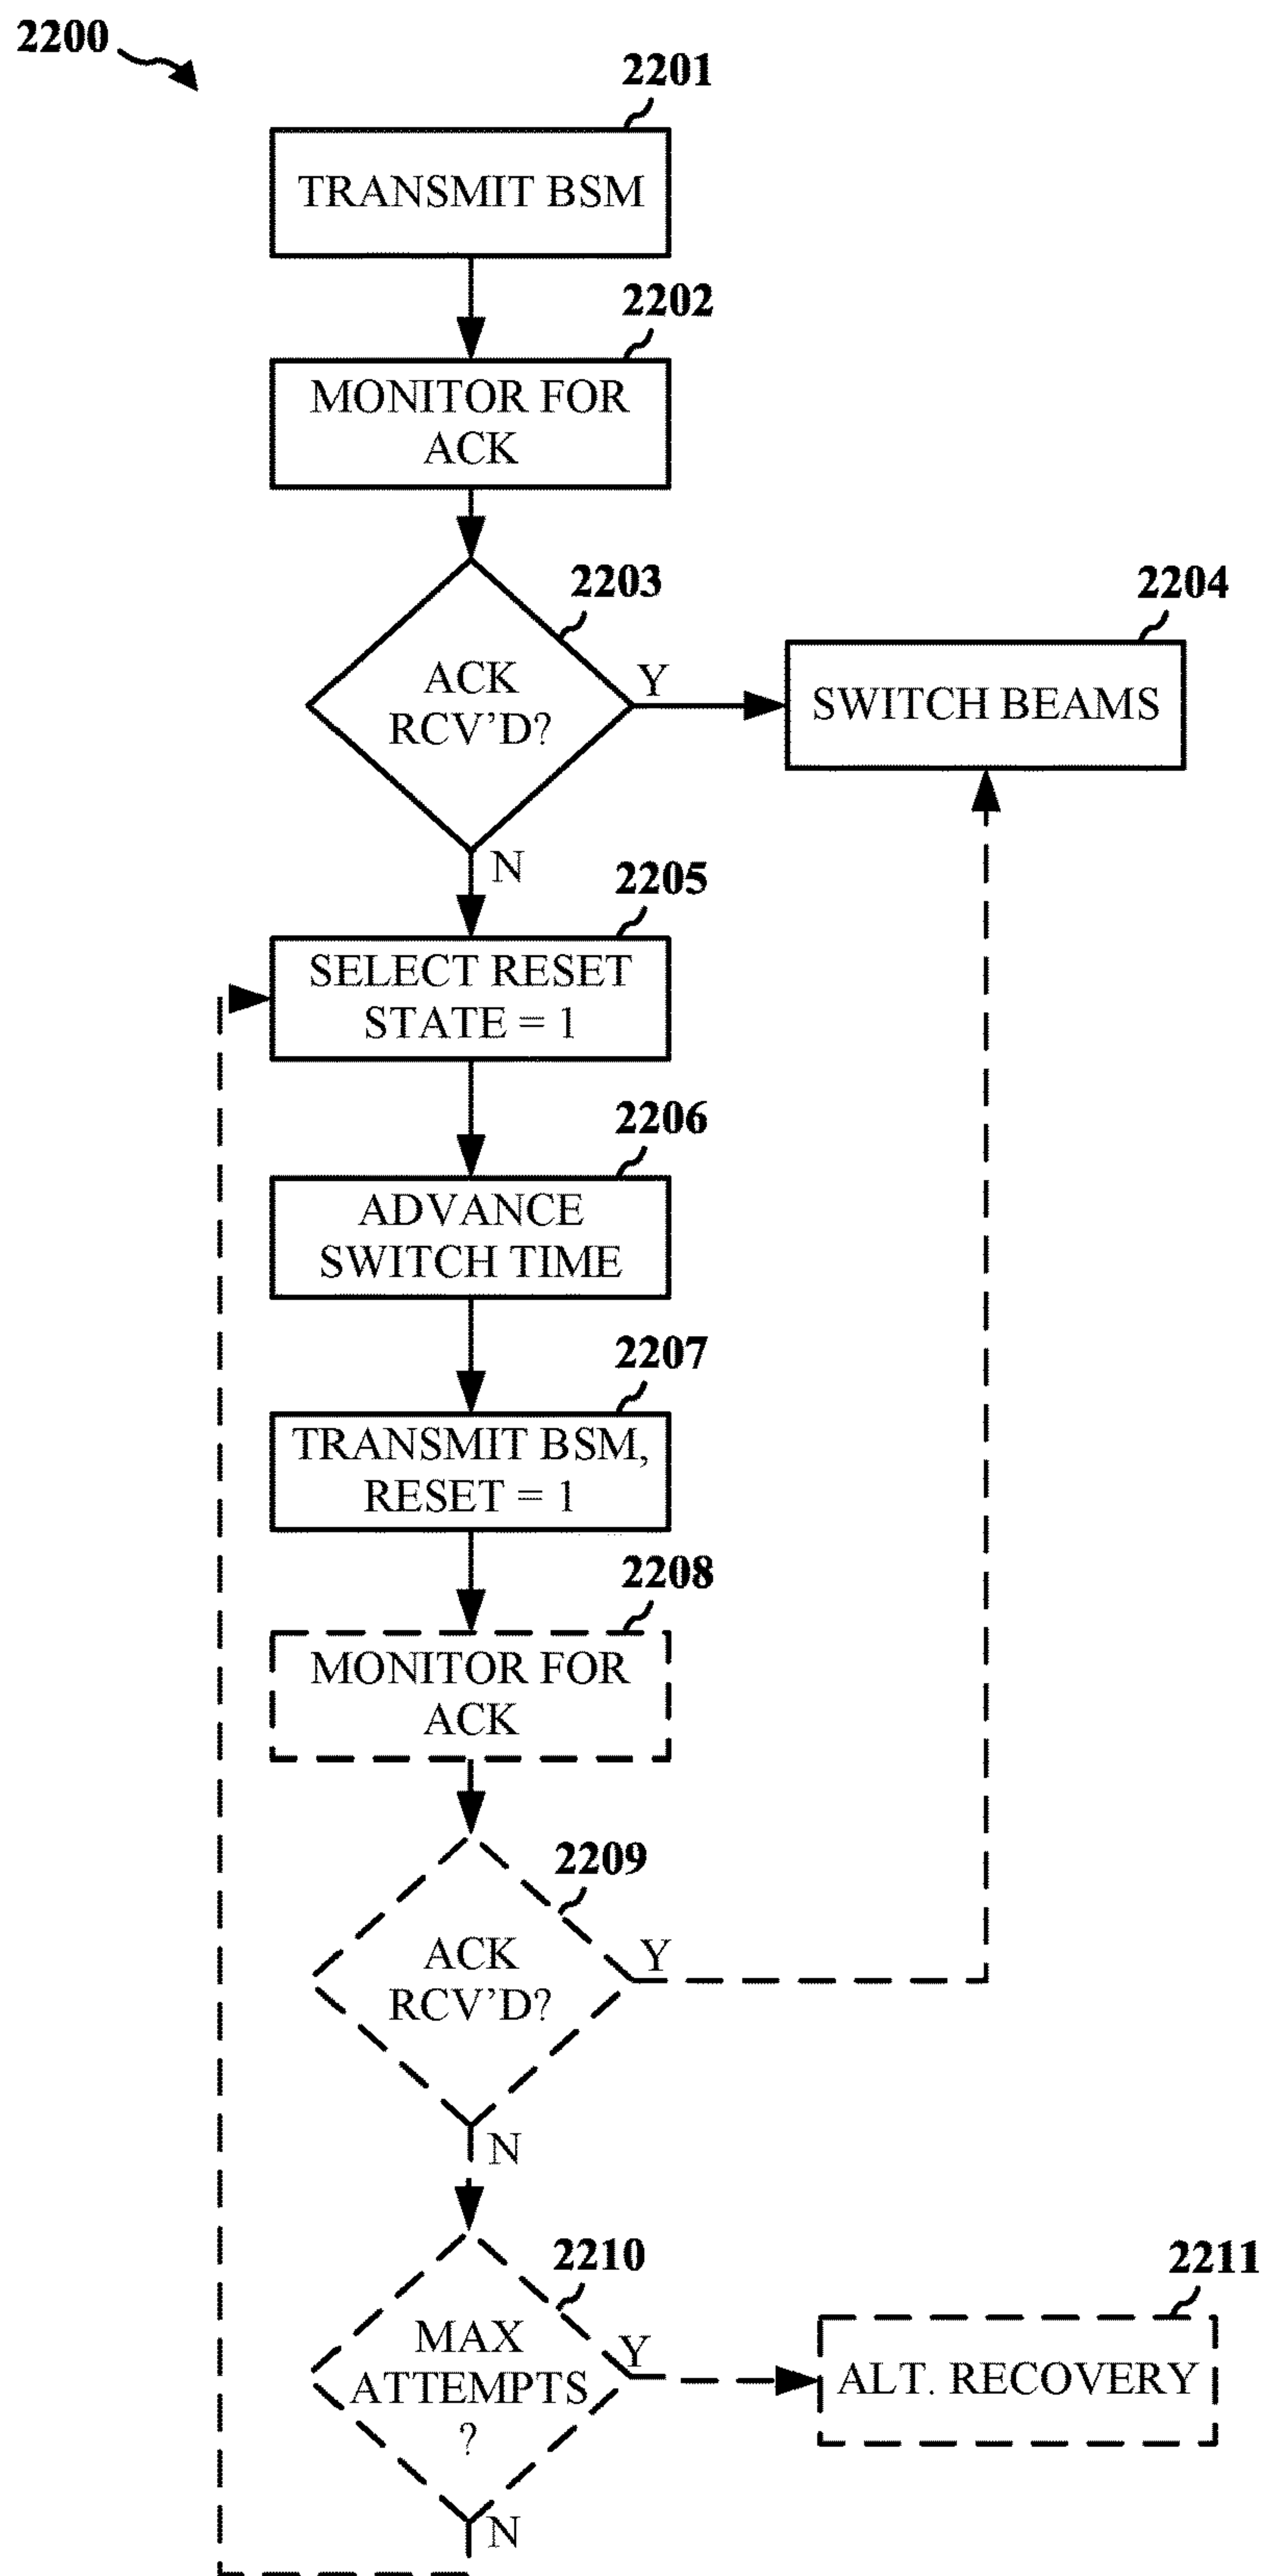 2200
2201
TRANSMIT BSM
2202
MONITOR FOR
ACK
2203
ACK
RCV'D?
Y
2204
SWITCH BEAMS
N
2205
SELECT RESET
STATE = 1
2206
ADVANCE
SWITCH TIME
2207
TRANSMIT BSM,
RESET = 1
2208
MONITOR FOR
ACK
2209
ACK
RCV'D?
Y
N
2210
MAX
ATTEMPTS
?
Y
2211
ALT. RECOVERY
N